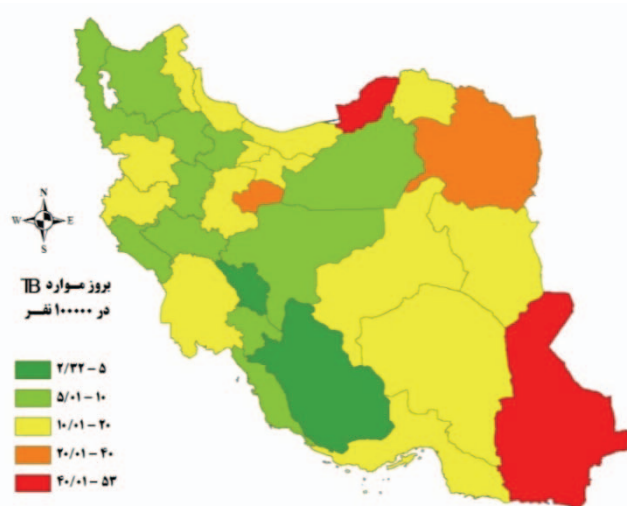 N
W E
S
بروز موارد TB
در ۱۰۰۰۰۰ نفر
۲/۳۲ – ۵
۵/۰۱ – ۱۰
۱۰/۰۱ – ۲۰
۲۰/۰۱ – ۴۰
۴۰/۰۱ – ۵۳